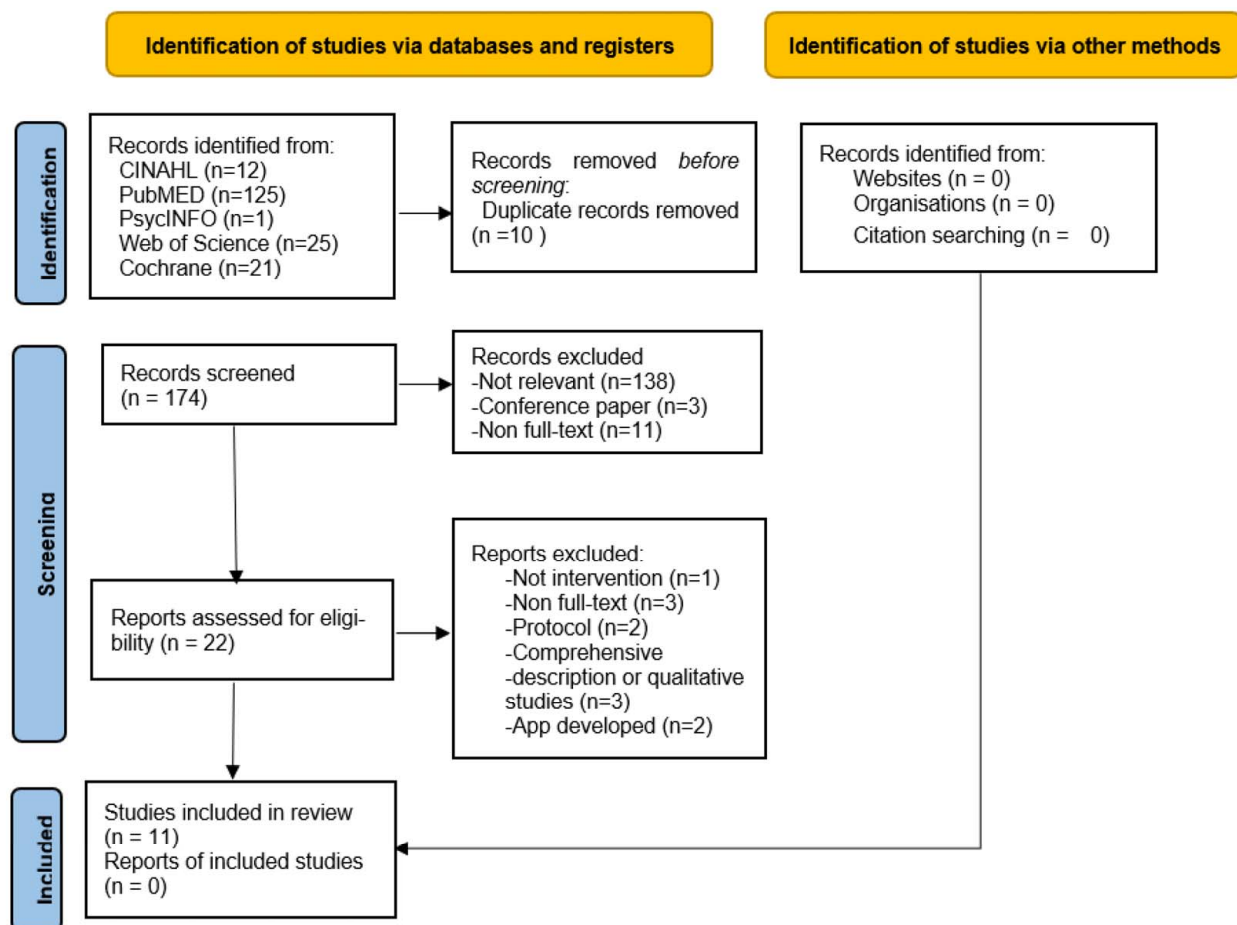 Identification of studies via databases and registers
Identification of studies via other methods
Identification
Records identified from:
CINAHL (n=12)
PubMED (n=125)
PsycINFO (n=1)
Web of Science (n=25)
Cochrane (n=21)
Records removed before
screening:
Duplicate records removed
(n =10 )
Records identified from:
Websites (n = 0)
Organisations (n = 0)
Citation searching (n = 0)
Screening
Records screened
(n = 174)
Records excluded
-Not relevant (n=138)
-Conference paper (n=3)
-Non full-text (n=11)
Reports assessed for eligi-
bility (n = 22)
Reports excluded:
-Not intervention (n=1)
-Non full-text (n=3)
-Protocol (n=2)
-Comprehensive
-description or qualitative
studies (n=3)
-App developed (n=2)
Included
Studies included in review
(n = 11)
Reports of included studies
(n = 0)